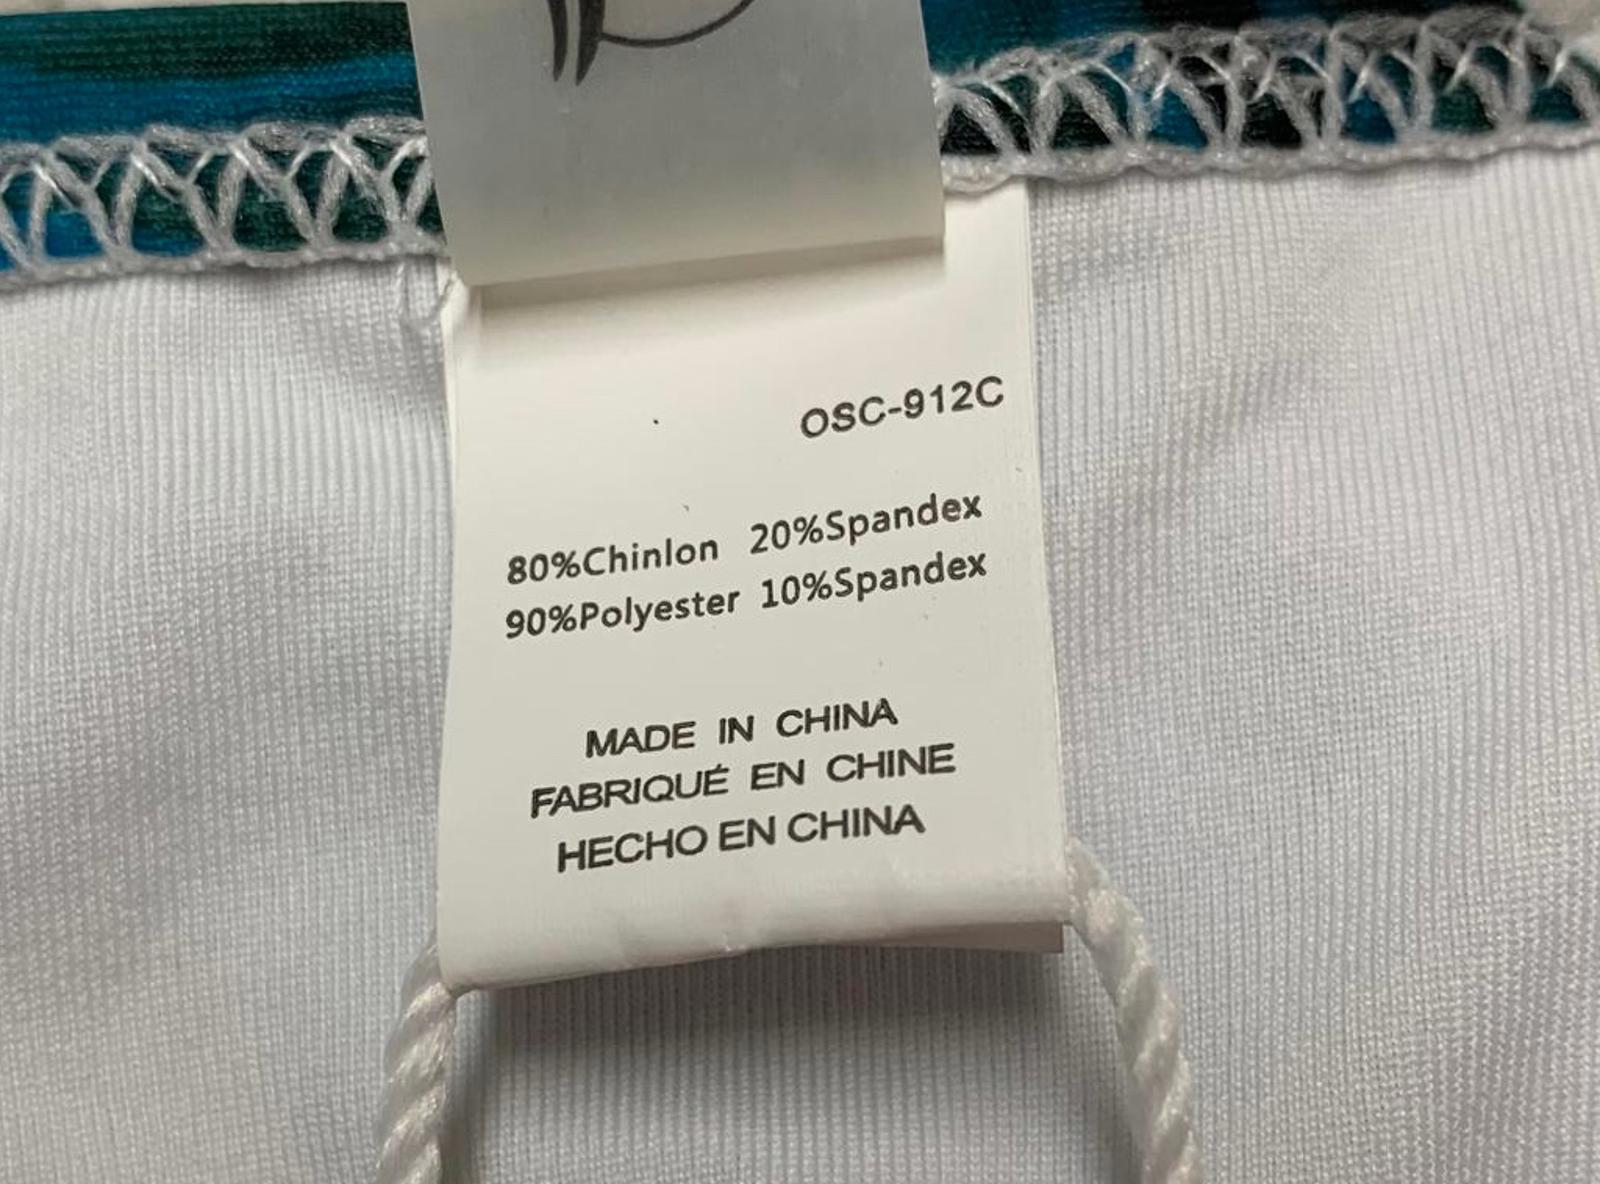 OSC-912C
80%Chinlon 20%Spandex
90%Polyester 10%Spandex
MADE IN CHINA
FABRIQUÉ EN CHINE
HECHO EN CHINA